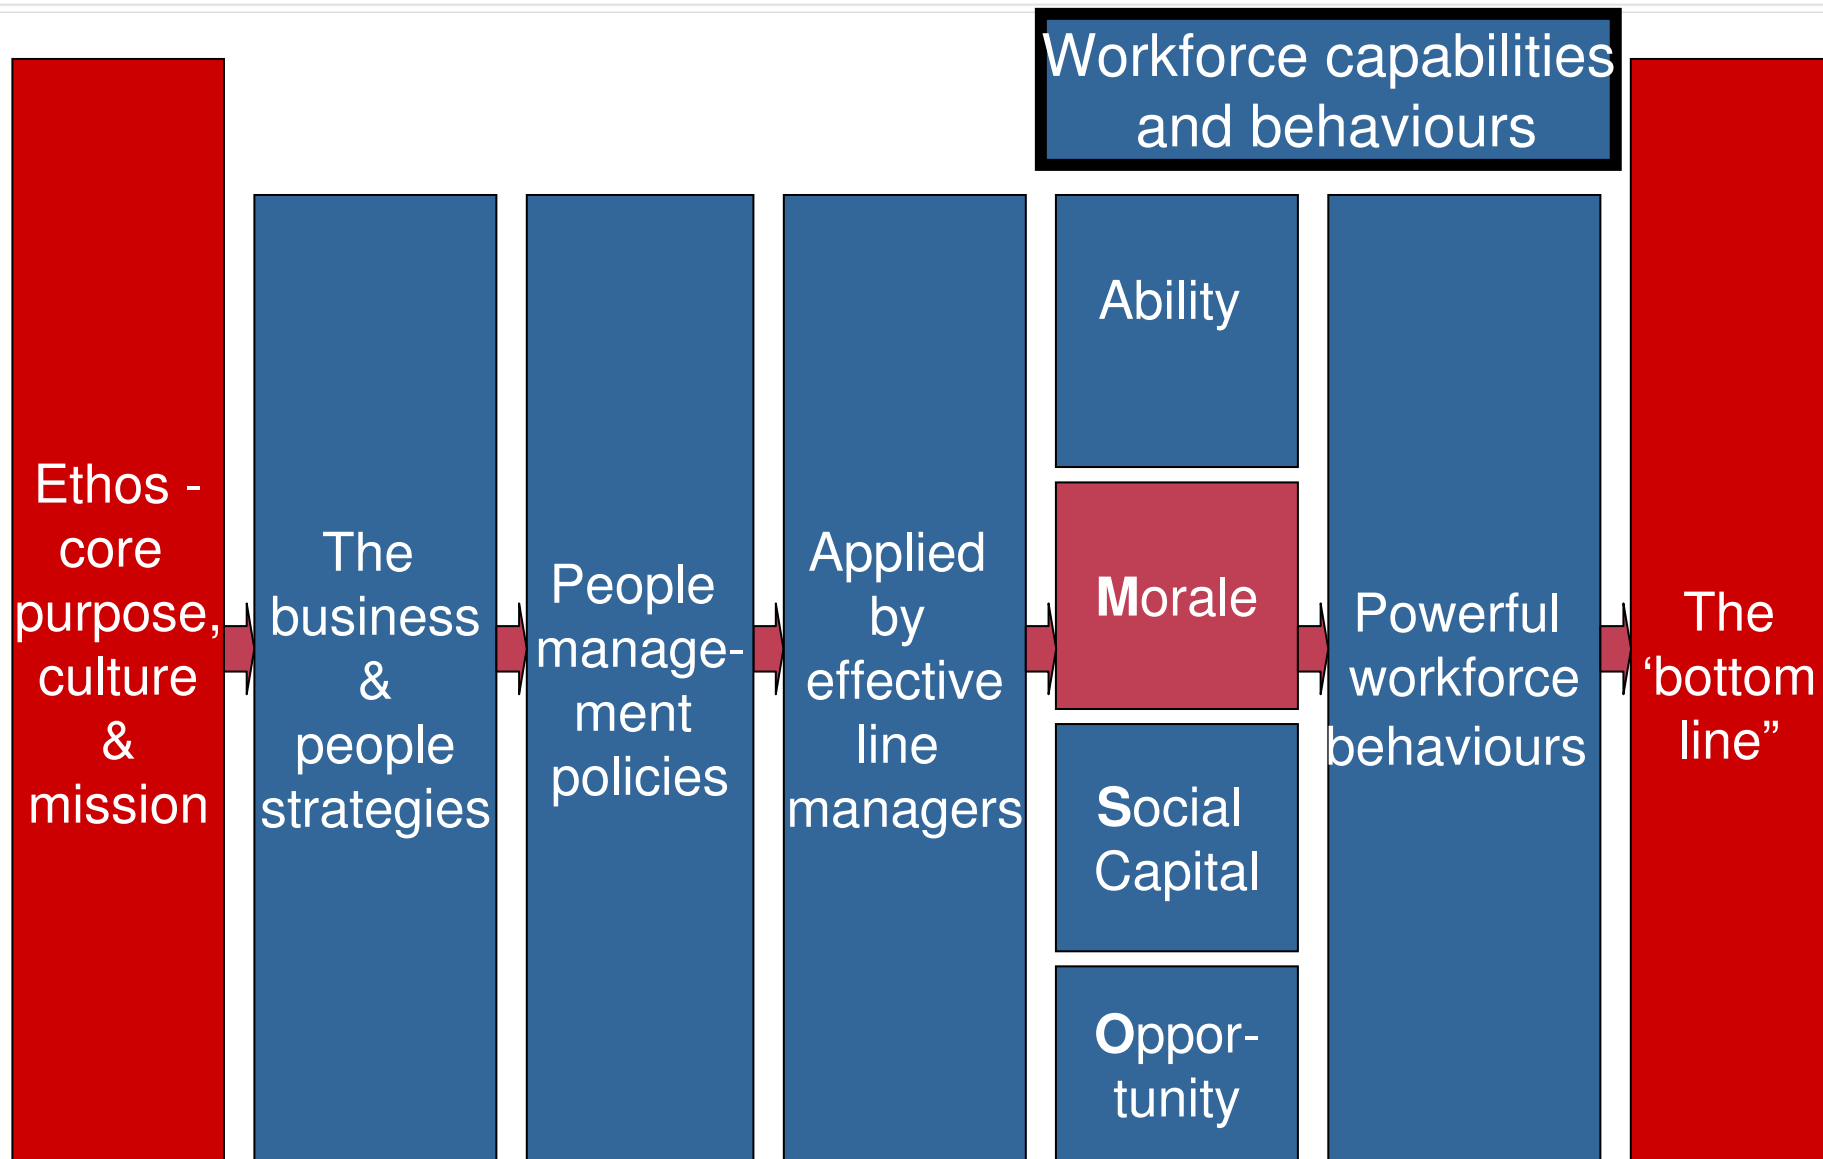 Workforce capabilities
and behaviours
Ethos -
core
purpose,
culture
&
mission
The
business
&
people
strategies
People
manage-
ment
policies
Applied
by
effective
line
managers
Ability
Morale
Social
Capital
Oppor-
tunity
Powerful
workforce
behaviours
The
‘bottom
line”